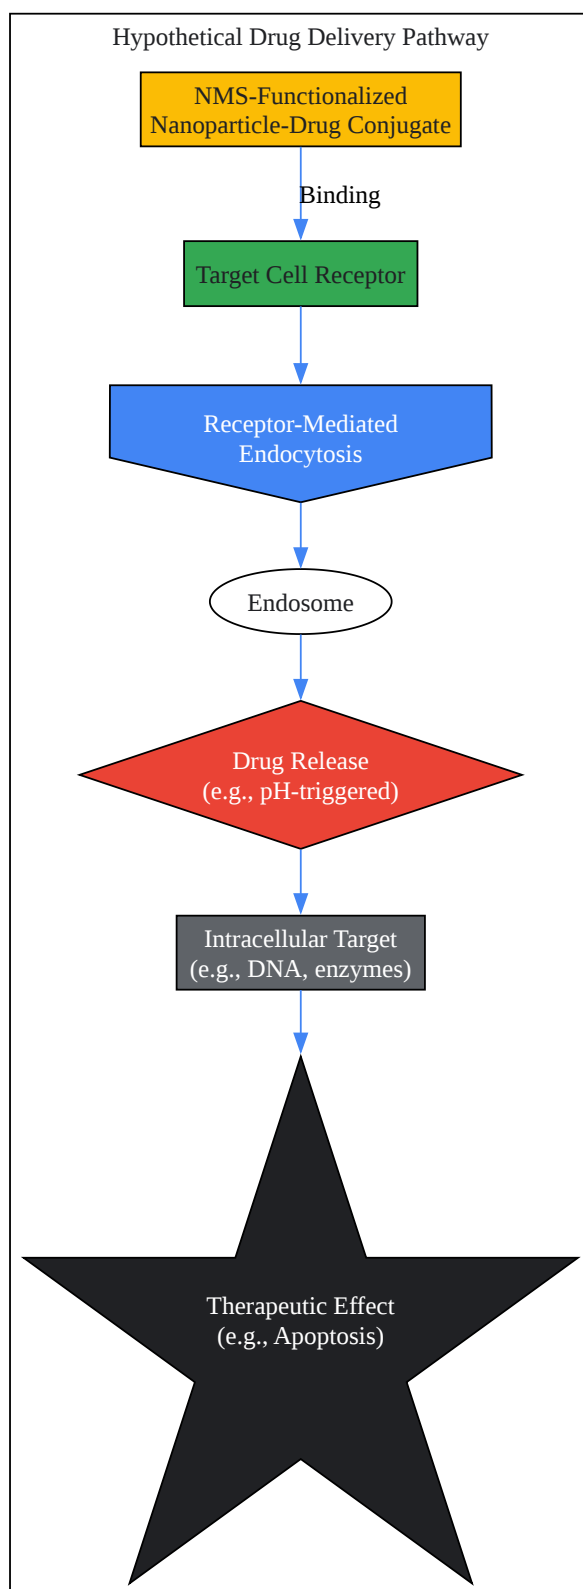 Hypothetical Drug Delivery Pathway
NMS-Functionalized
Nanoparticle-Drug Conjugate
Binding
Target Cell Receptor
Receptor-Mediated
Endocytosis
Endosome
Drug Release
(e.g., pH-triggered)
Intracellular Target
(e.g., DNA, enzymes)
Therapeutic Effect
(e.g., Apoptosis)